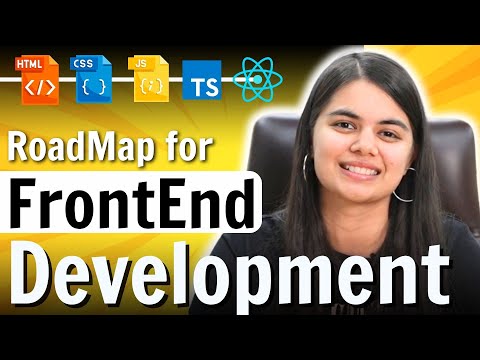 HTML CSS JS TS
</>
{ }
{;}
RoadMap for
FrontEnd
Development